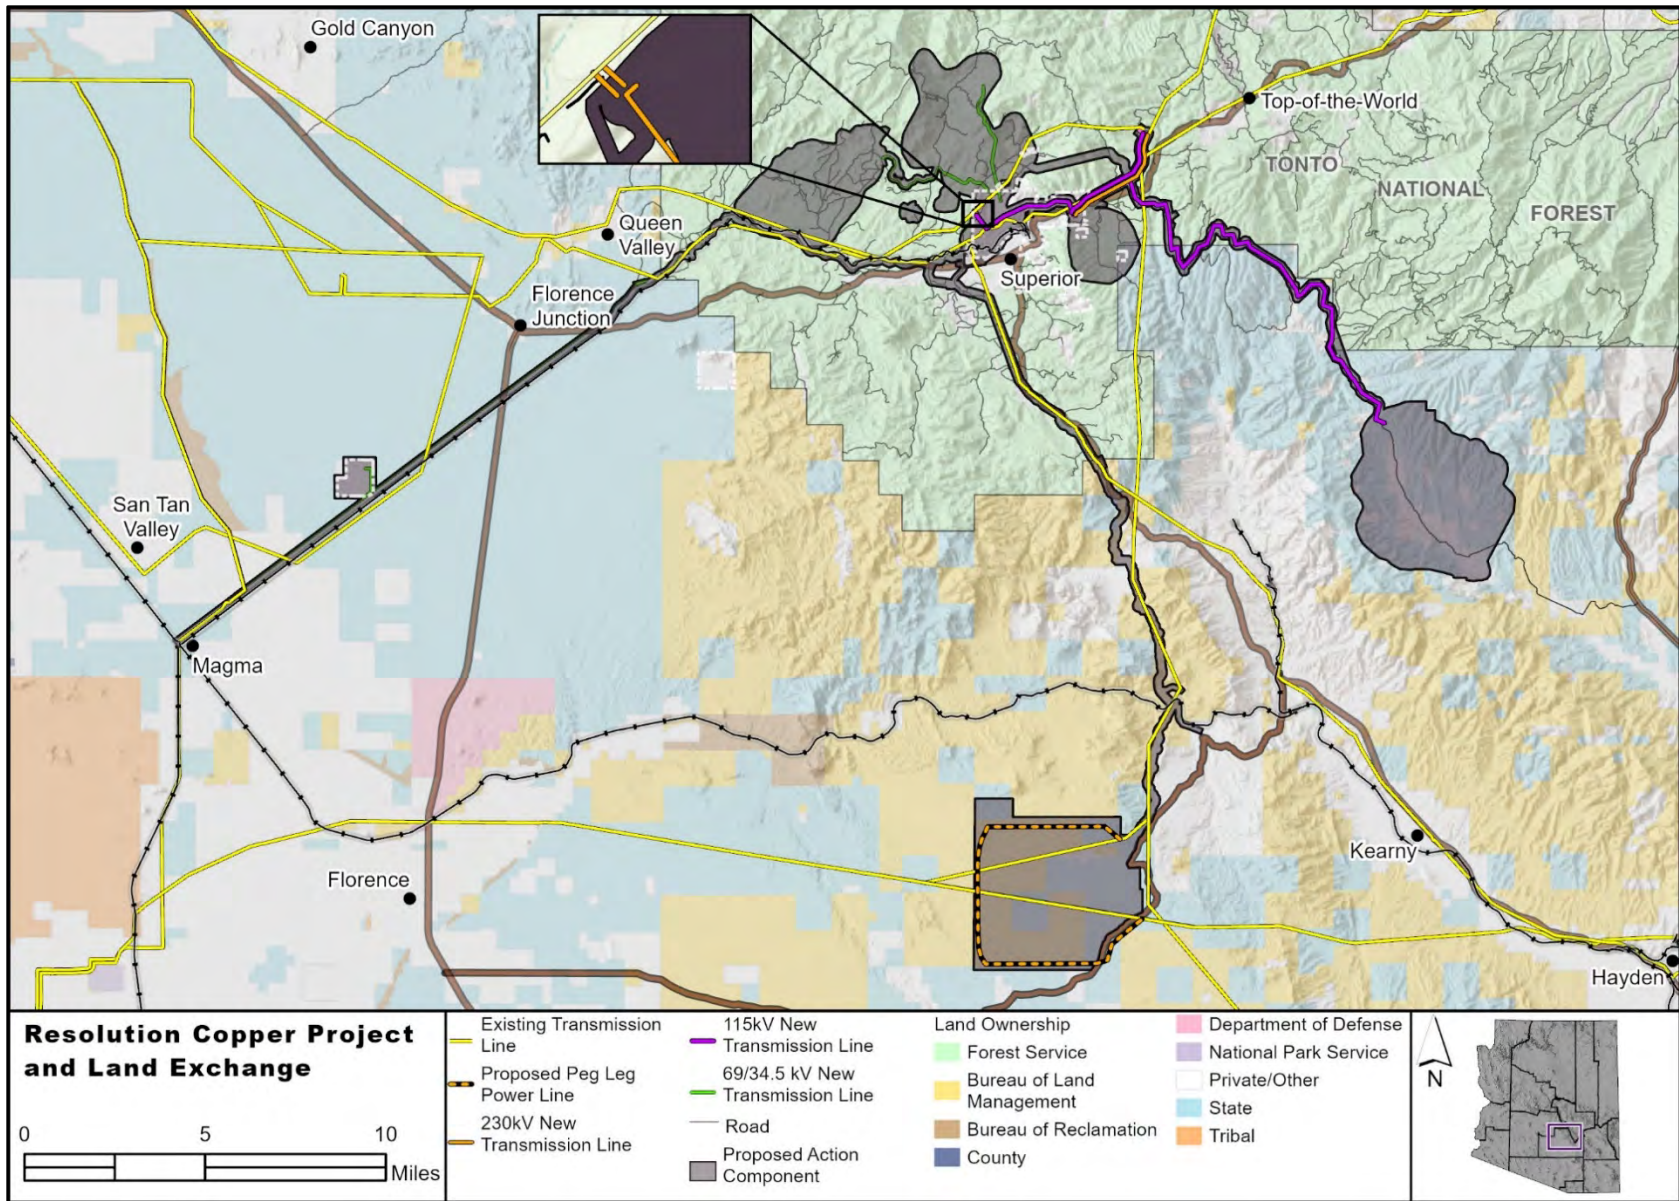 Gold Canyon
Top-of-the-World
TONTO
NATIONAL
FOREST
Queen
Valley
Superior
Florence
Junction
San Tan
Valley
Magma
Florence
Kearny
Hayden
Resolution Copper Project
and Land Exchange
0 5 10
Miles
Existing Transmission
Line
Proposed Peg Leg
Power Line
230kV New
Transmission Line
115kV New
Transmission Line
69/34.5 kV New
Transmission Line
Road
Proposed Action
Component
Land Ownership
Forest Service
Bureau of Land
Management
Bureau of Reclamation
County
Department of Defense
National Park Service
Private/Other
State
Tribal
N